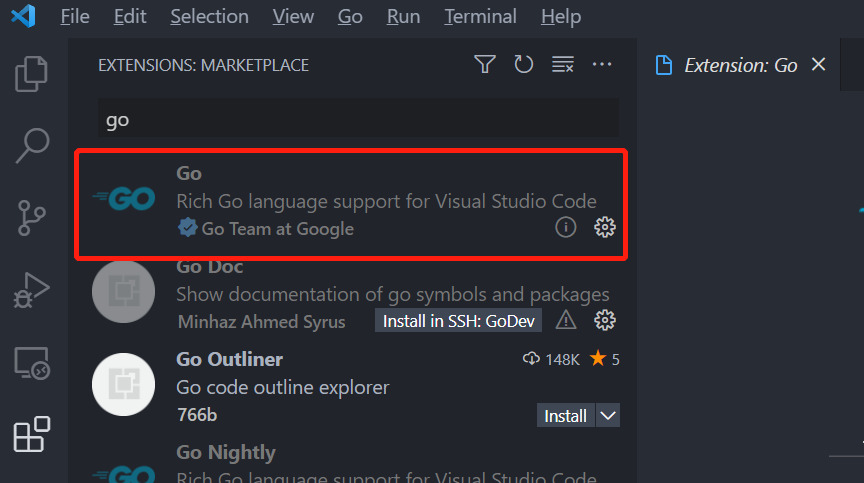 File Edit Selection View Go Run Terminal Help
EXTENSIONS: MARKETPLACE
Extension: Go
go
GO
Go
Rich Go language support for Visual Studio Code
Go Team at Google
Go Doc
Show documentation of go symbols and packages
Minhaz Ahmed Syrus Install in SSH: GoDev
Go Outliner 148K 5
Go code outline explorer
766b Install
GO
Go Nightly
Rich Go language support for Visual Studio Code